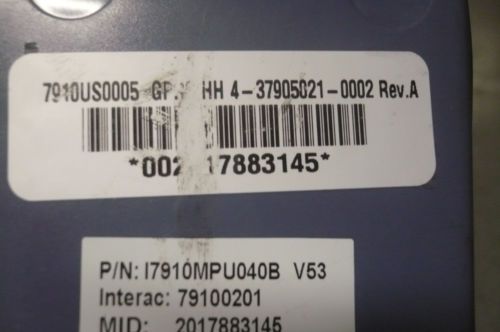 7910US0005 HH 4-37905021-0002 Rev.A
P/N: I7910MPU040B V53
Interac: 79100201
MID: 2017883145